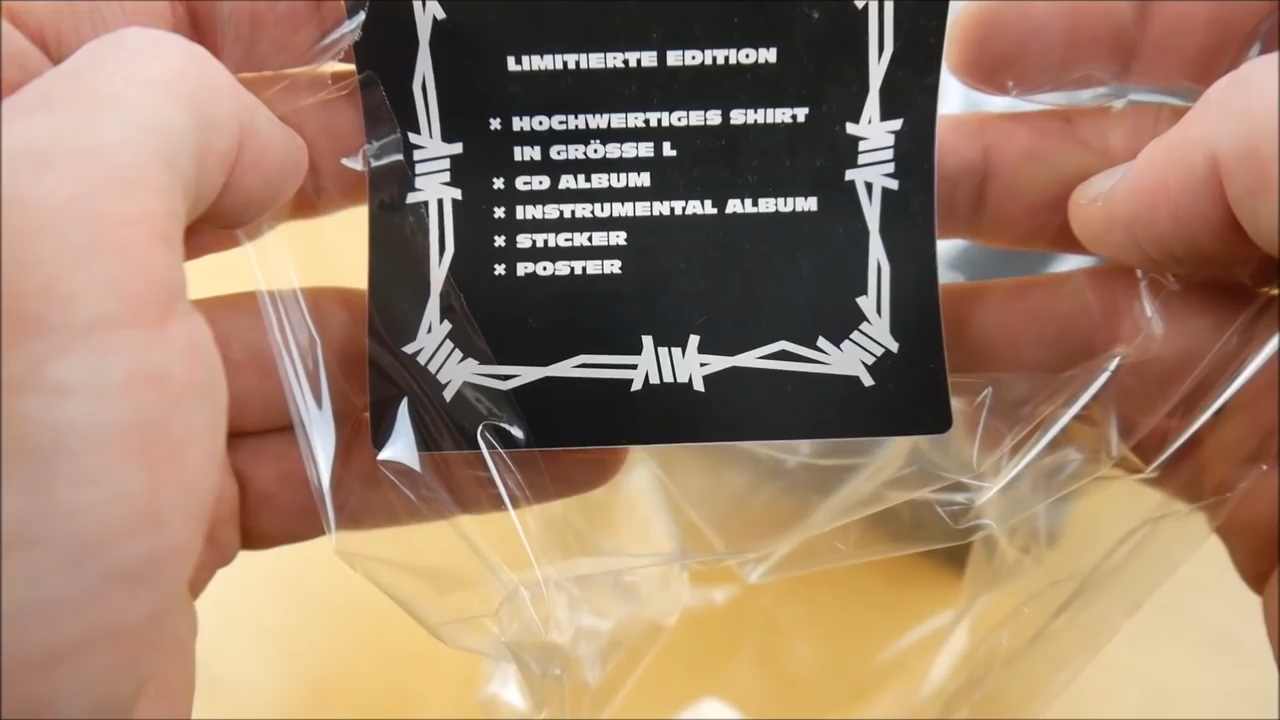 LIMITIERTE EDITION
× HOCHWERTIGES SHIRT
IN GRÖSSE L
× CD ALBUM
× INSTRUMENTAL ALBUM
× STICKER
× POSTER